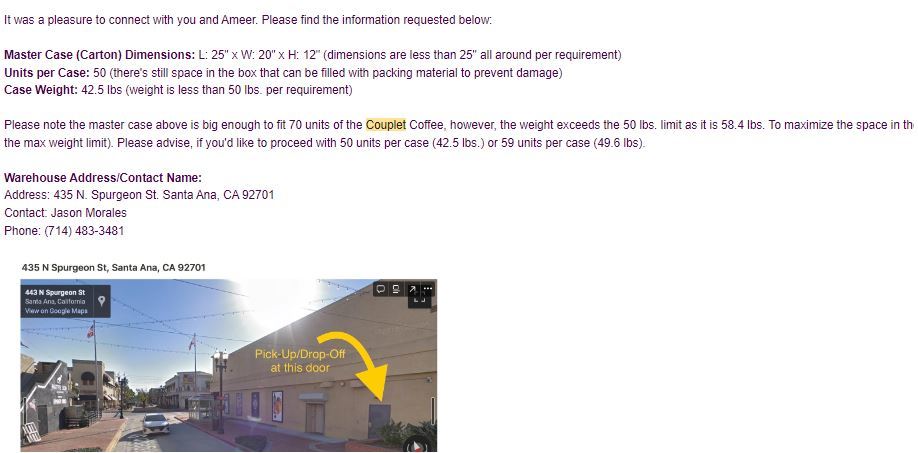 It was a pleasure to connect with you and Ameer. Please find the information requested below:
Master Case (Carton) Dimensions: L: 25" x W: 20" x H: 12" (dimensions are less than 25" all around per requirement)
Units per Case: 50 (there's still space in the box that can be filled with packing material to prevent damage)
Case Weight: 42.5 lbs (weight is less than 50 lbs. per requirement)
Please note the master case above is big enough to fit 70 units of the Couplet Coffee, however, the weight exceeds the 50 lbs. limit as it is 58.4 lbs. To maximize the space in th
the max weight limit). Please advise, if you'd like to proceed with 50 units per case (42.5 lbs.) or 59 units per case (49.6 lbs).
Warehouse Address/Contact Name:
Address: 435 N. Spurgeon St. Santa Ana, CA 92701
Contact: Jason Morales
Phone: (714) 483-3481
435 N Spurgeon St, Santa Ana, CA 92701
443 N Spurgeon St
Santa Ana, California
View on Google Maps
Pick-Up/Drop-Off
at this door